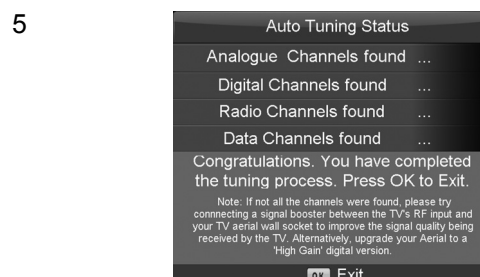 5
Auto Tuning Status
Analogue Channels found ...
Digital Channels found ...
Radio Channels found ...
Data Channels found ...
Congratulations. You have completed
the tuning process. Press OK to Exit.
Note: If not all the channels were found, please try
connnecting a signal booster between the TV's RF input and
your TV aerial wall socket to improve the signal quality being
received by the TV. Alternatively, upgrade your Aerial to a
'High Gain' digital version.
OK Exit